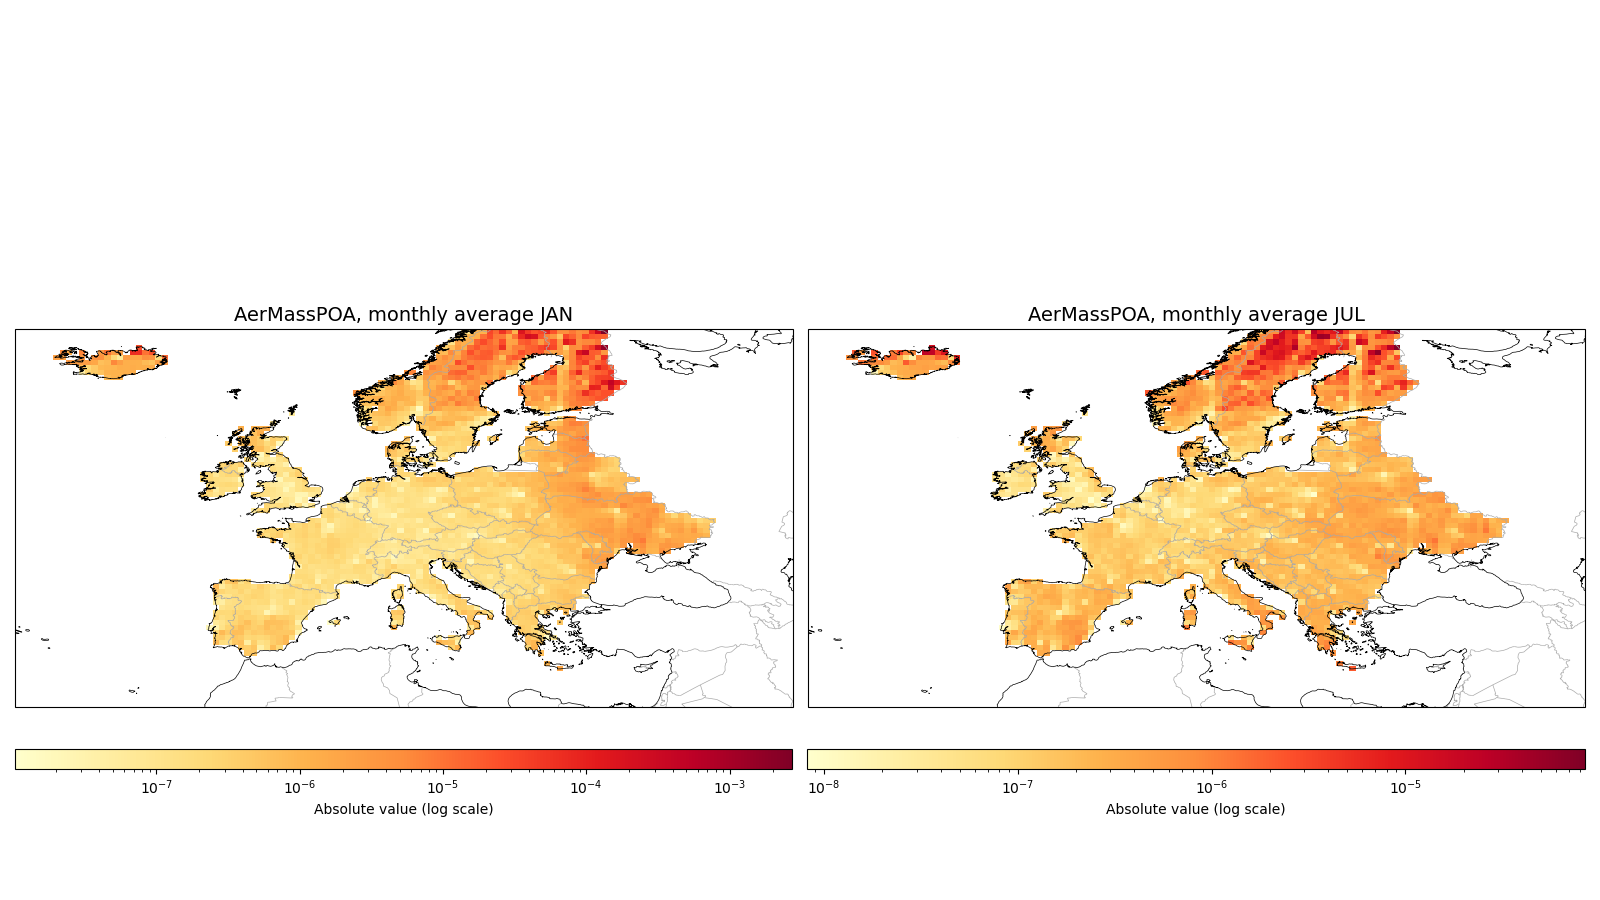 AerMassPOA, monthly average JAN
AerMassPOA, monthly average JUL
10⁻⁷ 10⁻⁶ 10⁻⁵ 10⁻⁴ 10⁻³
Absolute value (log scale)
10⁻⁸ 10⁻⁷ 10⁻⁶ 10⁻⁵
Absolute value (log scale)